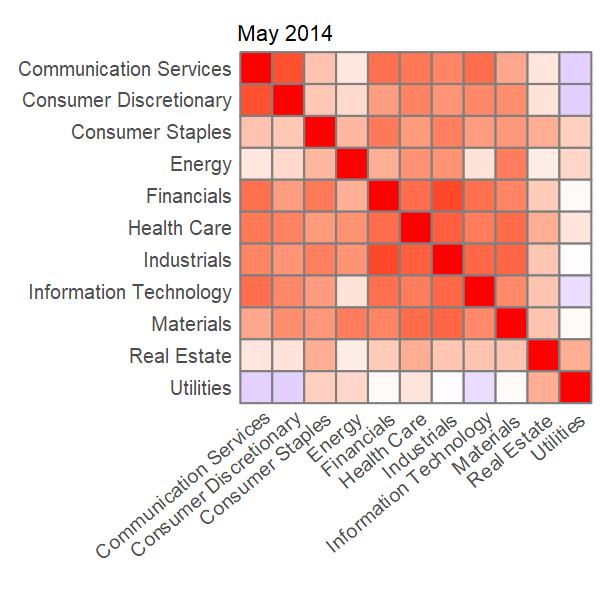 May 2014
Communication Services
Consumer Discretionary
Consumer Staples
Energy
Financials
Health Care
Industrials
Information Technology
Materials
Real Estate
Utilities
Communication Services
Consumer Discretionary
Consumer Staples
Energy
Financials
Health Care
Industrials
Information Technology
Materials
Real Estate
Utilities